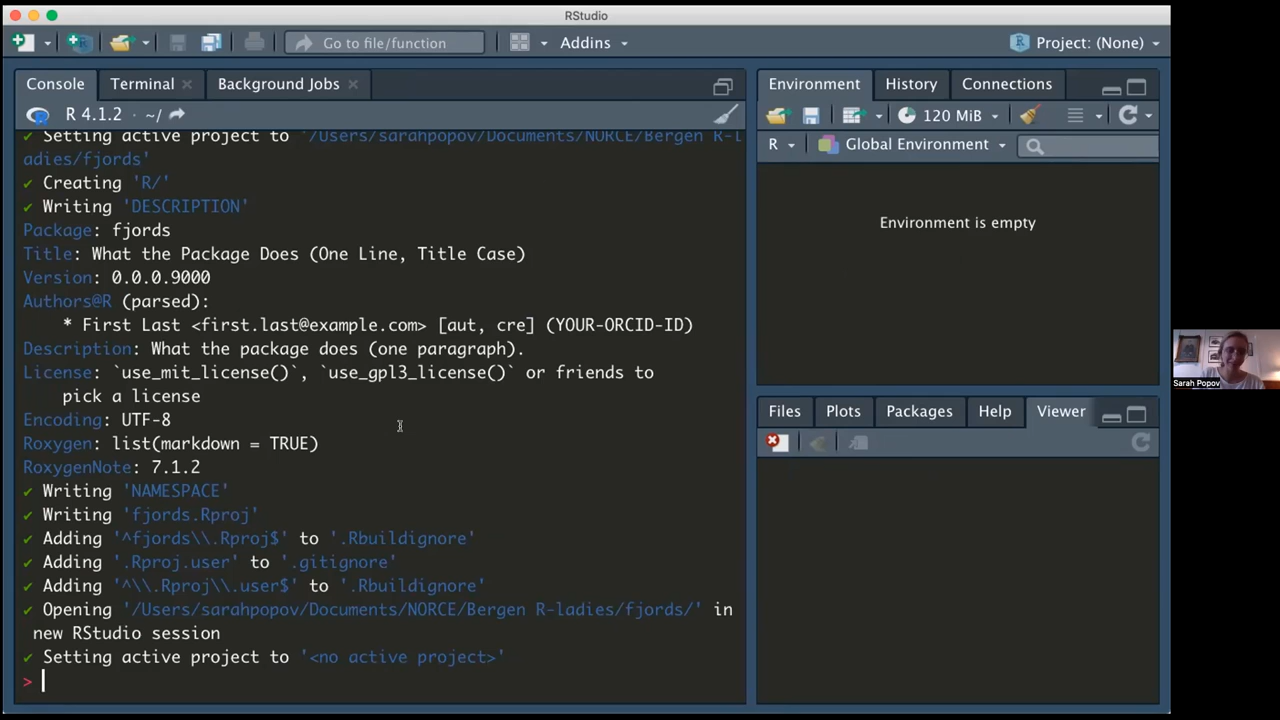 RStudio
Go to file/function
Addins
Project: (None)
Console
Terminal
Background Jobs
R 4.1.2 · ~/
✔ Setting active project to '/Users/sarahpopov/Documents/NORCE/Bergen R-l
adies/fjords'
✔ Creating 'R/'
✔ Writing 'DESCRIPTION'
Package: fjords
Title: What the Package Does (One Line, Title Case)
Version: 0.0.0.9000
Authors@R (parsed):
* First Last <first.last@example.com> [aut, cre] (YOUR-ORCID-ID)
Description: What the package does (one paragraph).
License: `use_mit_license()`, `use_gpl3_license()` or friends to
pick a license
Encoding: UTF-8
Roxygen: list(markdown = TRUE)
RoxygenNote: 7.1.2
✔ Writing 'NAMESPACE'
✔ Writing 'fjords.Rproj'
✔ Adding '^fjords\\.Rproj$' to '.Rbuildignore'
✔ Adding '.Rproj.user' to '.gitignore'
✔ Adding '^\\.Rproj\\.user$' to '.Rbuildignore'
✔ Opening '/Users/sarahpopov/Documents/NORCE/Bergen R-ladies/fjords/' in
new RStudio session
✔ Setting active project to '<no active project>'
>
Environment
History
Connections
120 MiB
R
Global Environment
Environment is empty
Files
Plots
Packages
Help
Viewer
Sarah Popov